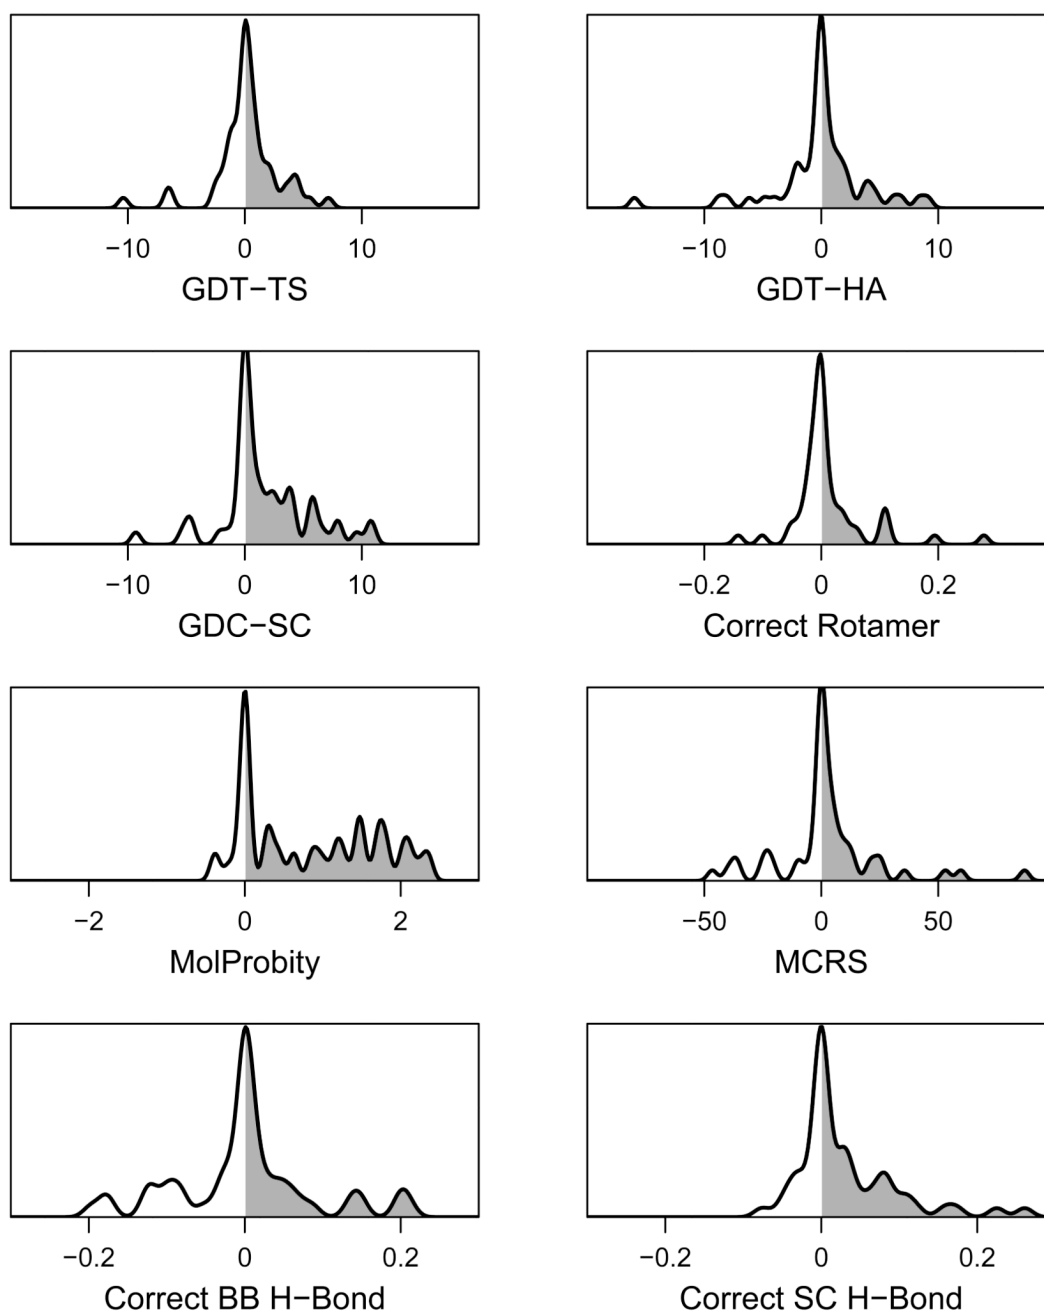 −10 0 10
GDT−TS
−10 0 10
GDT−HA
−10 0 10
GDC−SC
−0.2 0 0.2
Correct Rotamer
−2 0 2
MolProbity
−50 0 50
MCRS
−0.2 0 0.2
Correct BB H−Bond
−0.2 0 0.2
Correct SC H−Bond